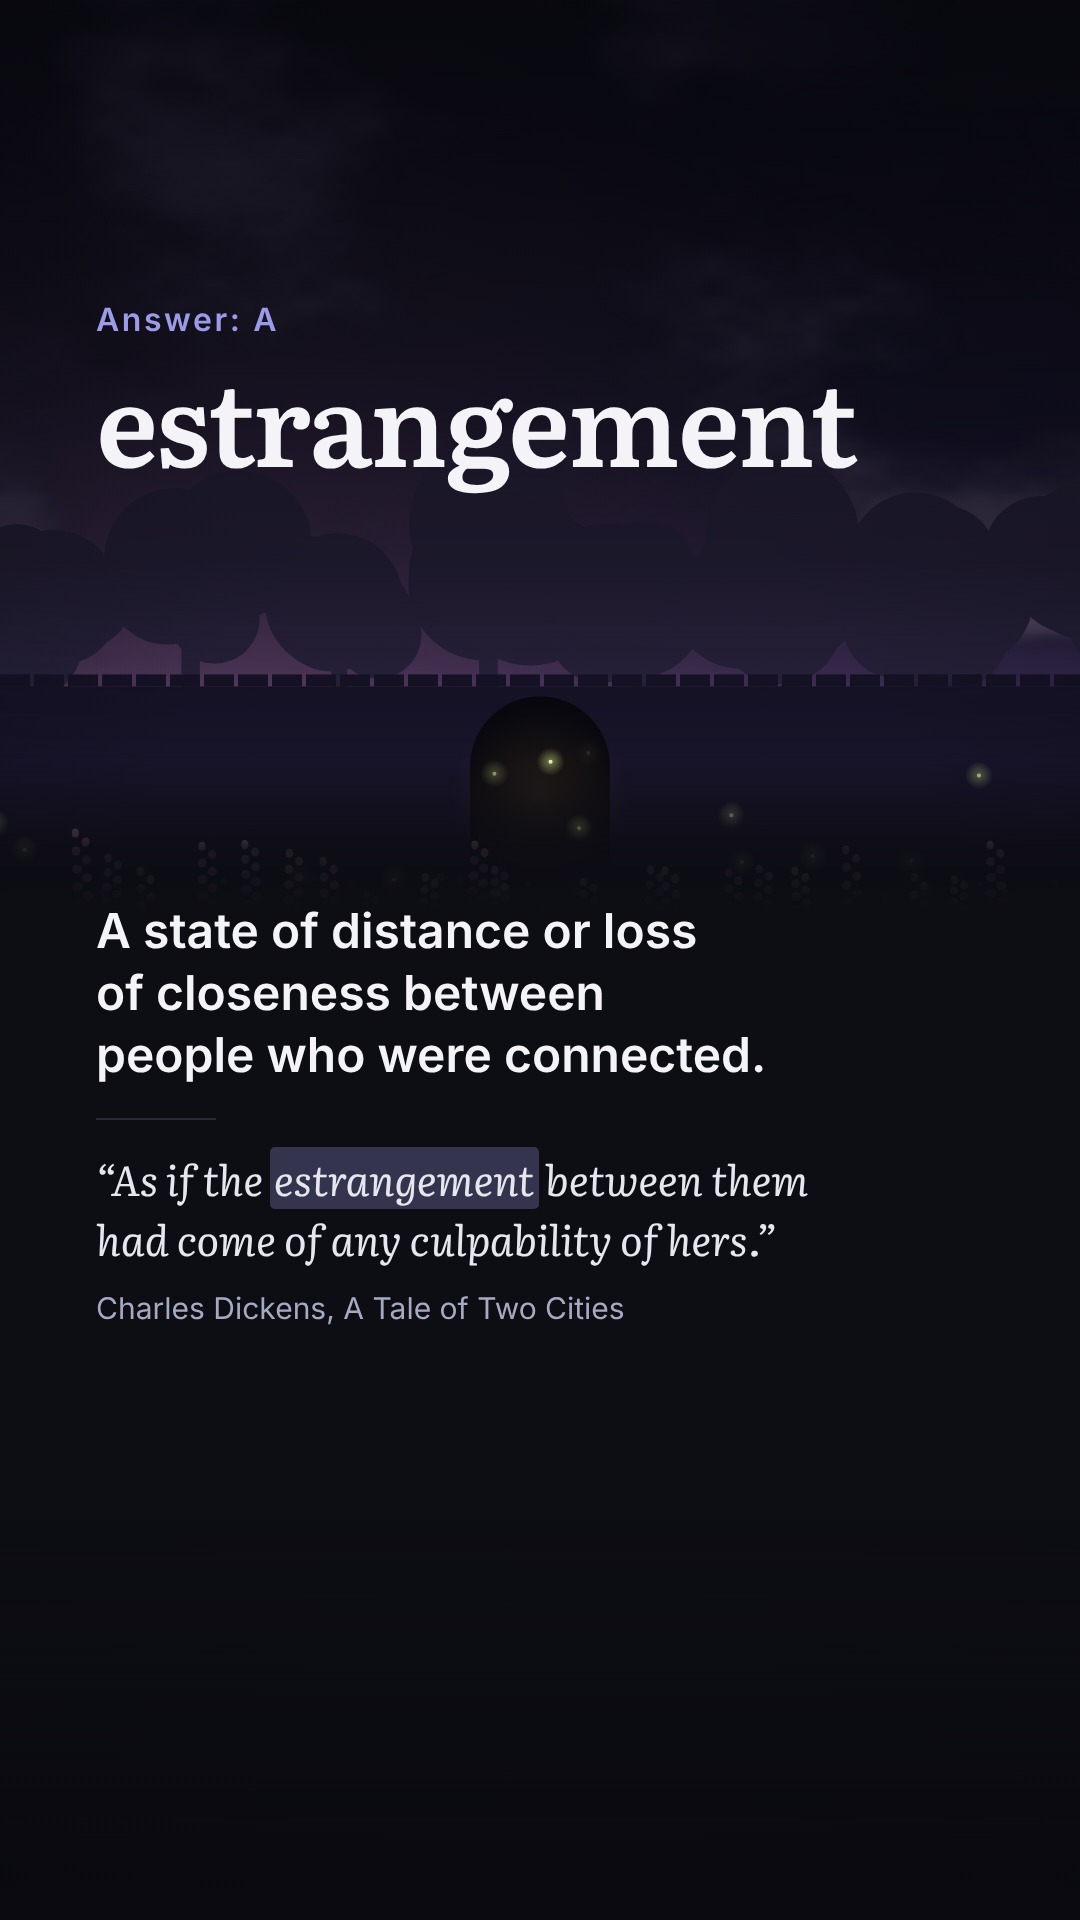 Answer: A
estrangement
A state of distance or loss
of closeness between
people who were connected.
“As if the estrangement between them
had come of any culpability of hers.”
Charles Dickens, A Tale of Two Cities